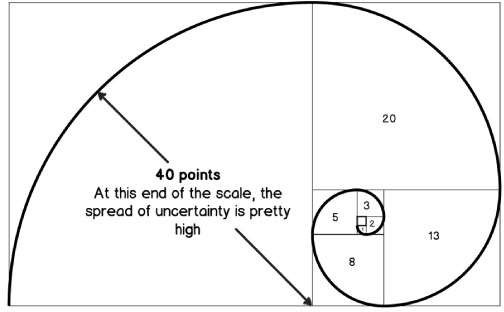 20
40 points
At this end of the scale, the
spread of uncertainty is pretty
high
5
3
2
1
13
8